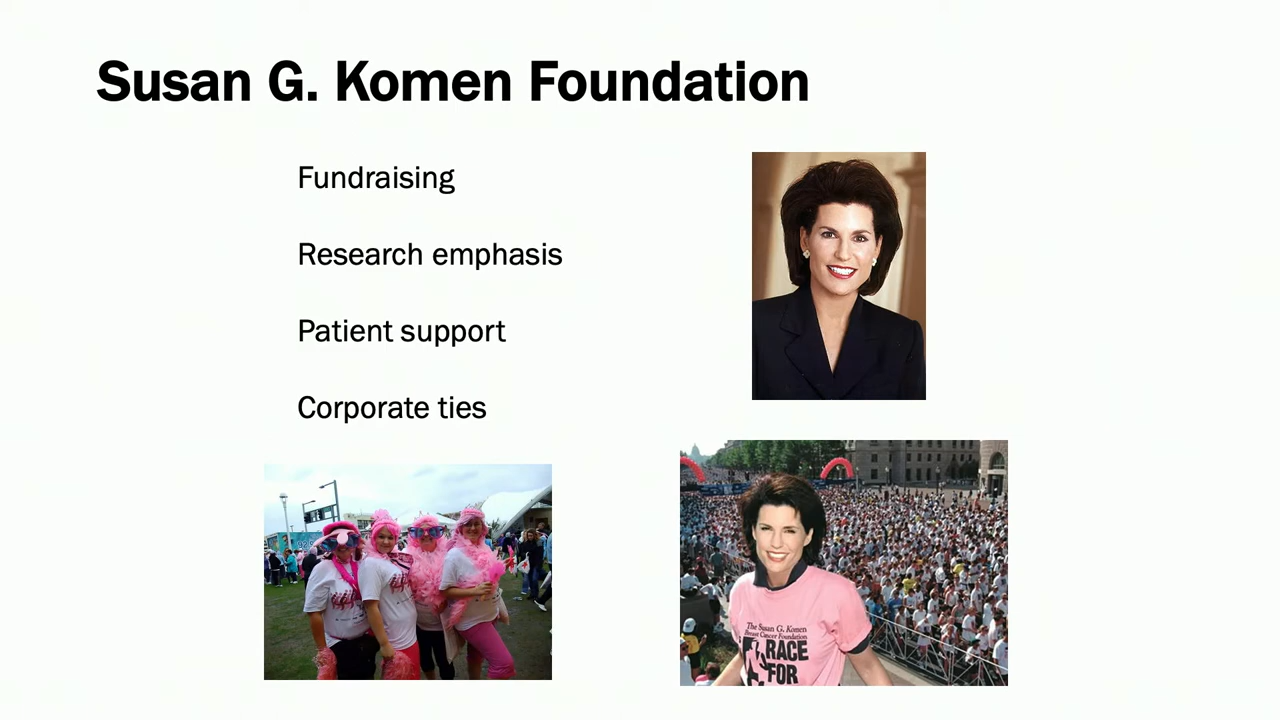 Susan G. Komen Foundation
Fundraising
Research emphasis
Patient support
Corporate ties
The Susan G. Komen
Breast Cancer Foundation
RACE
FOR